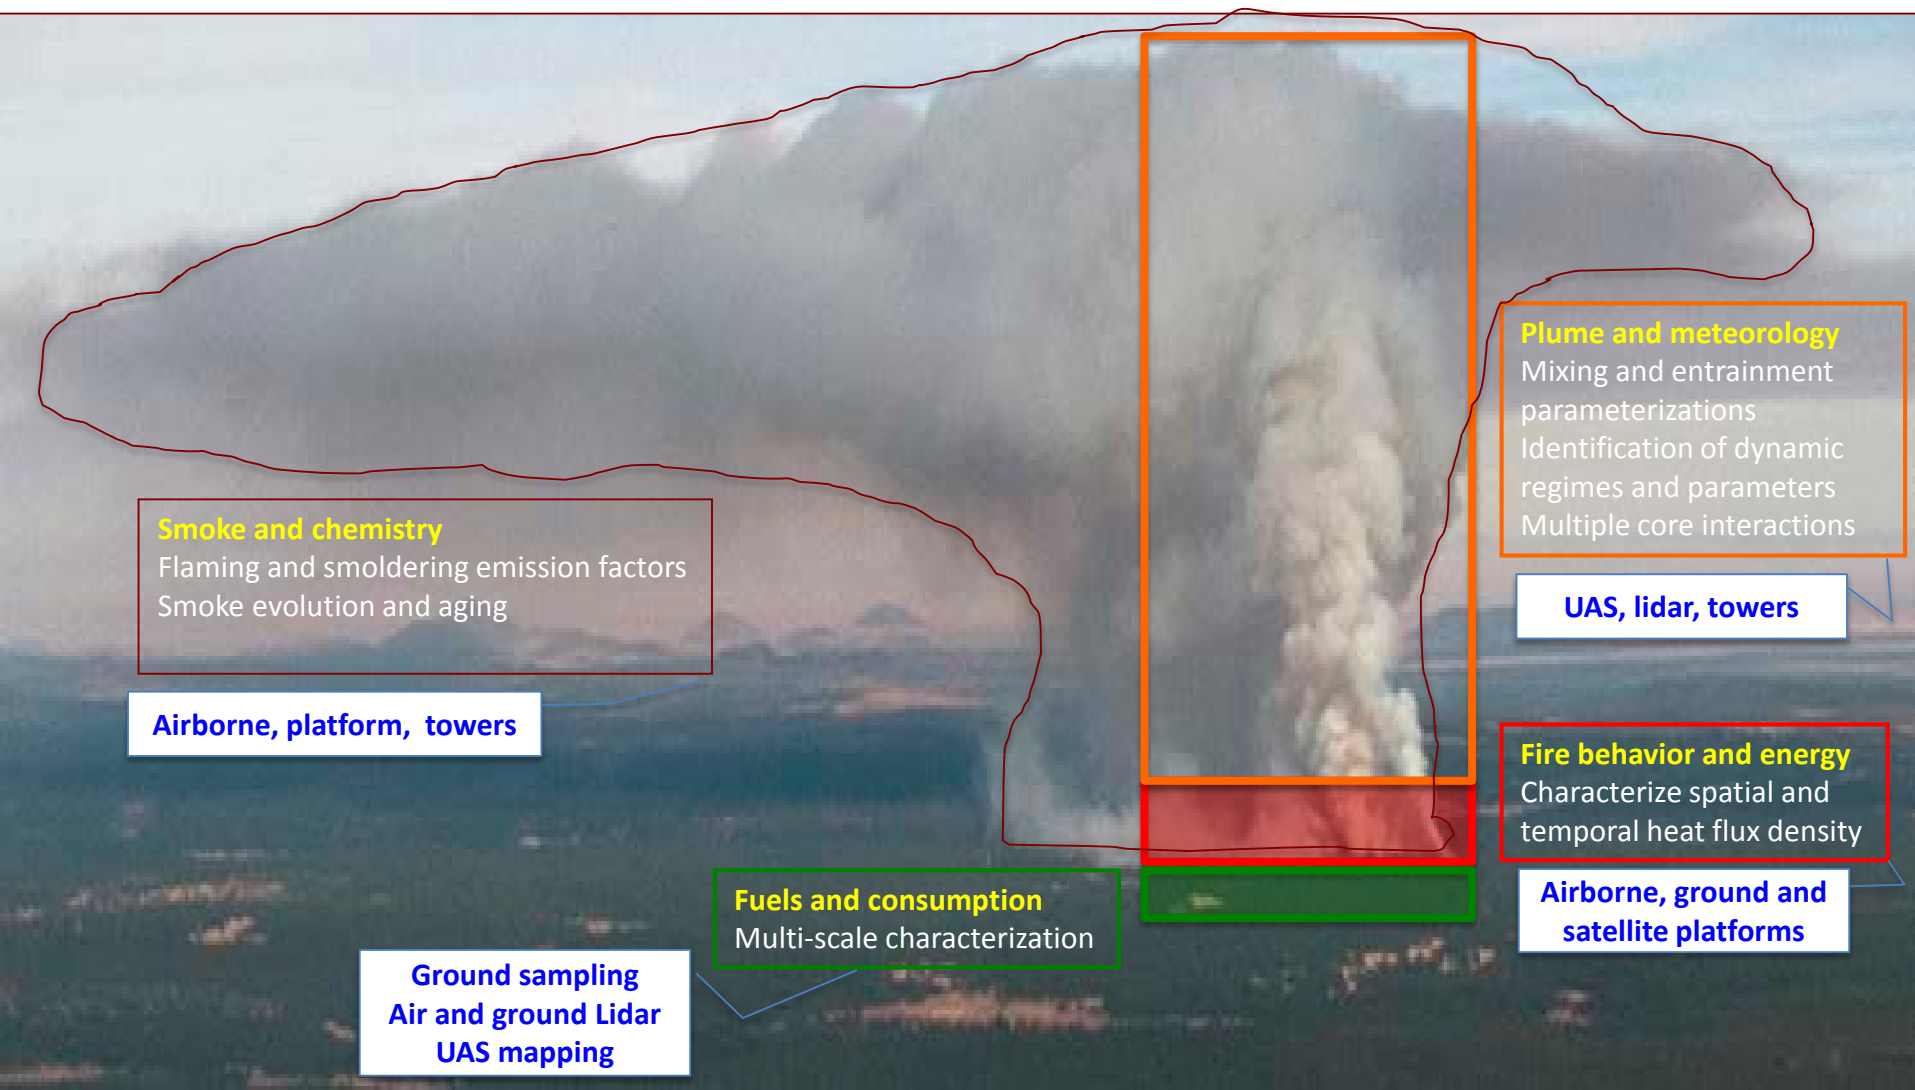 Plume and meteorology
Mixing and entrainment
parameterizations
Identification of dynamic
regimes and parameters
Multiple core interactions
UAS, lidar, towers
Smoke and chemistry
Flaming and smoldering emission factors
Smoke evolution and aging
Airborne, platform, towers
Fire behavior and energy
Characterize spatial and
temporal heat flux density
Airborne, ground and
satellite platforms
Fuels and consumption
Multi-scale characterization
Ground sampling
Air and ground Lidar
UAS mapping